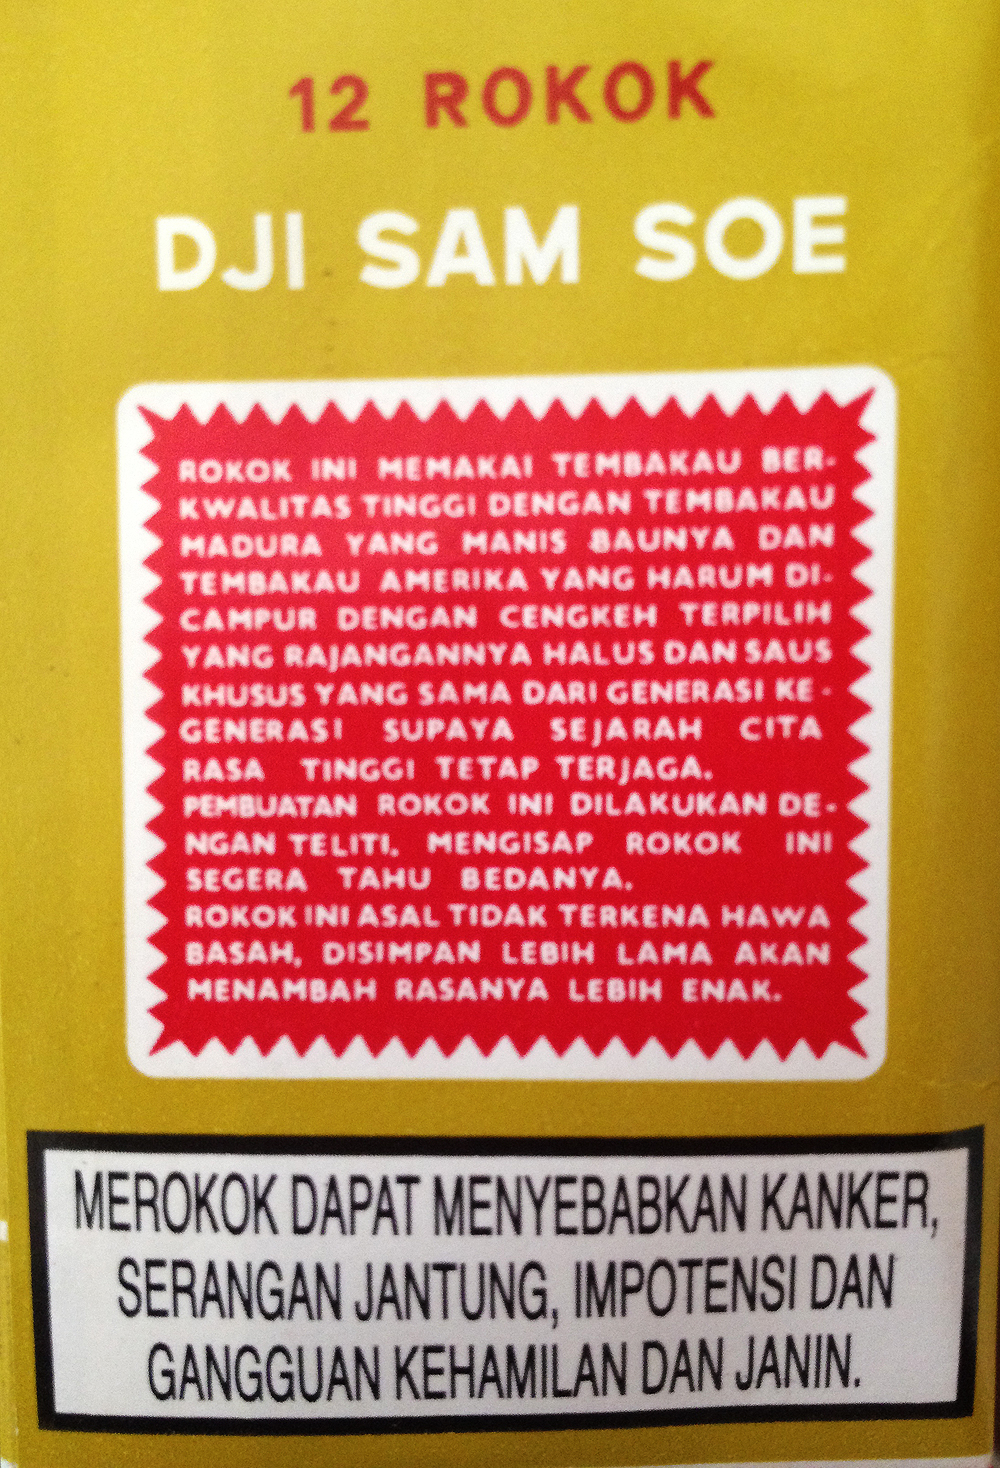 12 ROKOK
DJI SAM SOE
ROKOK INI MEMAKAI TEMBAKAU BER-
KWALITAS TINGGI DENGAN TEMBAKAU
MADURA YANG MANIS BAUNYA DAN
TEMBAKAU AMERIKA YANG HARUM DI-
CAMPUR DENGAN CENGKEH TERPILIH
YANG RAJANGANNYA HALUS DAN SAUS
KHUSUS YANG SAMA DARI GENERASI KE-
GENERASI SUPAYA SEJARAH CITA
RASA TINGGI TETAP TERJAGA.
PEMBUATAN ROKOK INI DILAKUKAN DE-
NGAN TELITI. MENGISAP ROKOK INI
SEGERA TAHU BEDANYA.
ROKOK INI ASAL TIDAK TERKENA HAWA
BASAH, DISIMPAN LEBIH LAMA AKAN
MENAMBAH RASANYA LEBIH ENAK.
MEROKOK DAPAT MENYEBABKAN KANKER,
SERANGAN JANTUNG, IMPOTENSI DAN
GANGGUAN KEHAMILAN DAN JANIN.